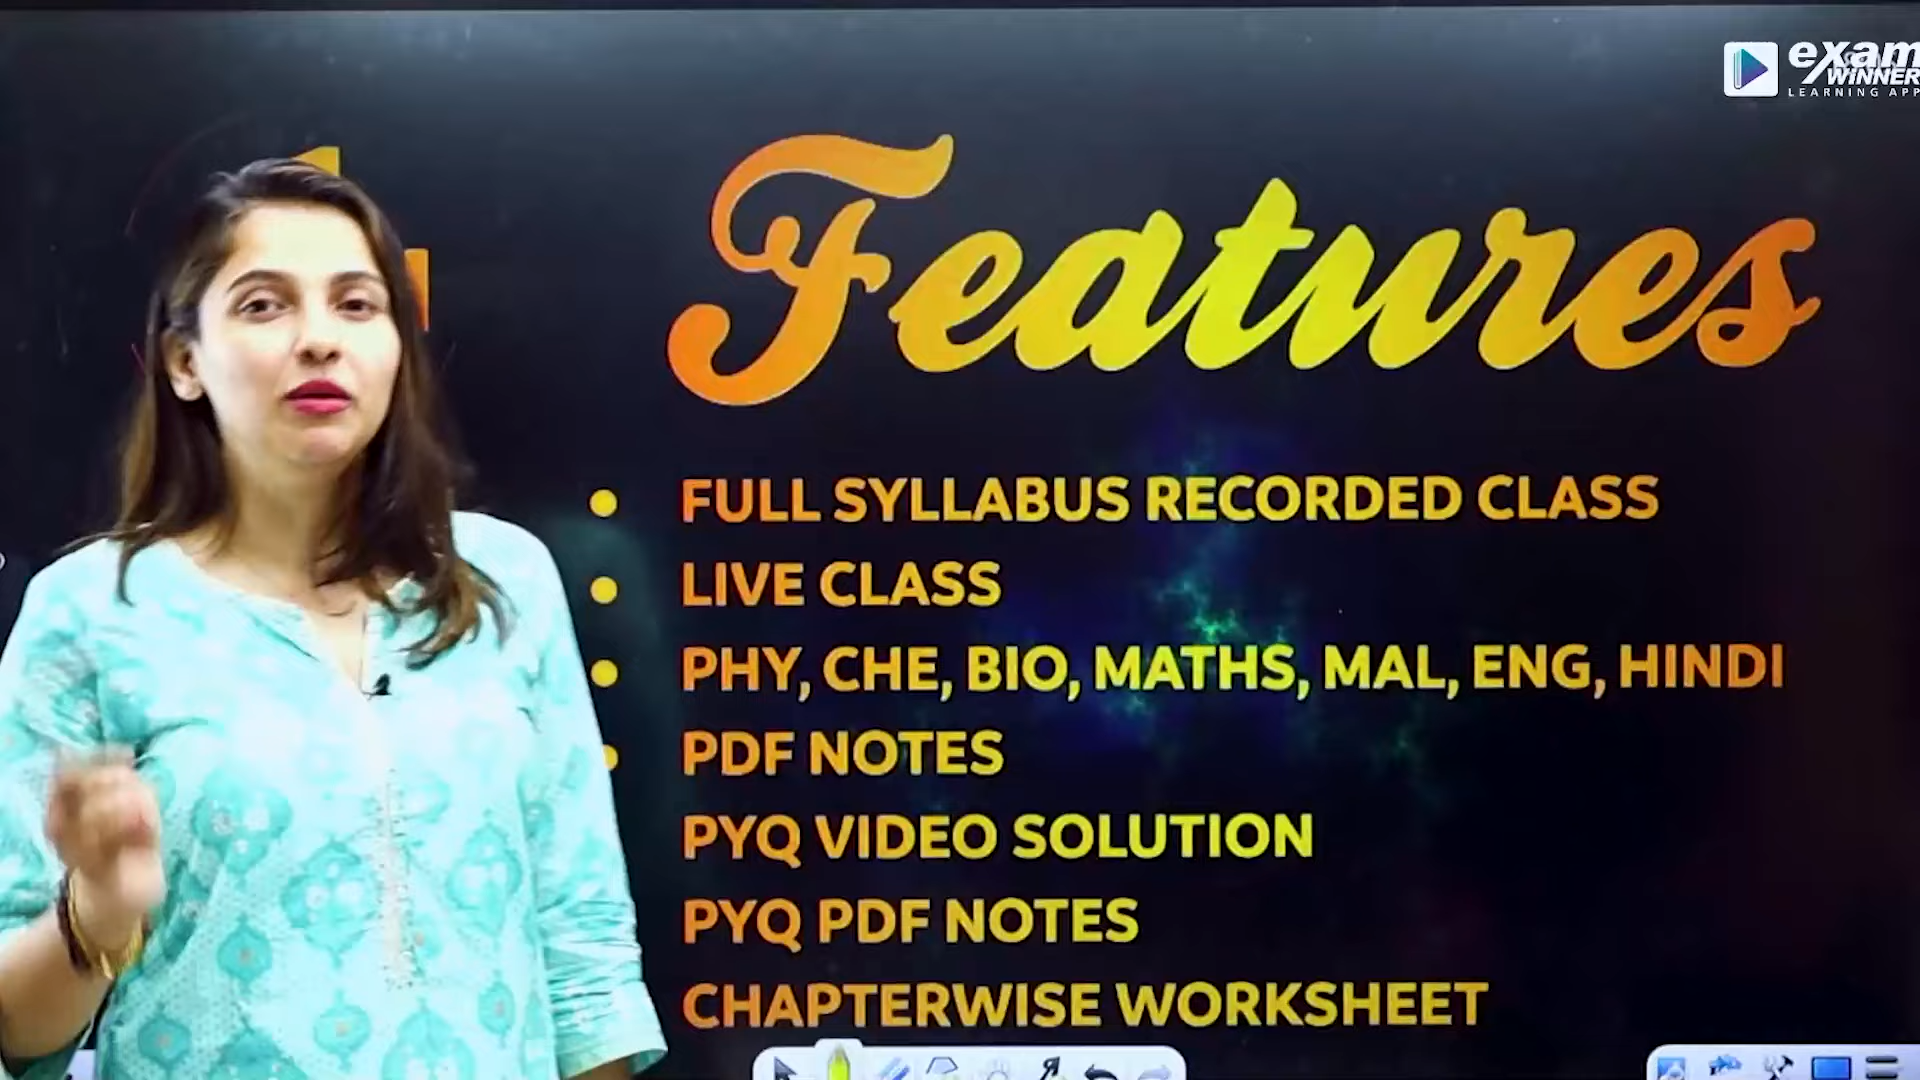 exam
WINNER
LEARNING APP
Features
FULL SYLLABUS RECORDED CLASS
LIVE CLASS
PHY, CHE, BIO, MATHS, MAL, ENG, HINDI
PDF NOTES
PYQ VIDEO SOLUTION
PYQ PDF NOTES
CHAPTERWISE WORKSHEET